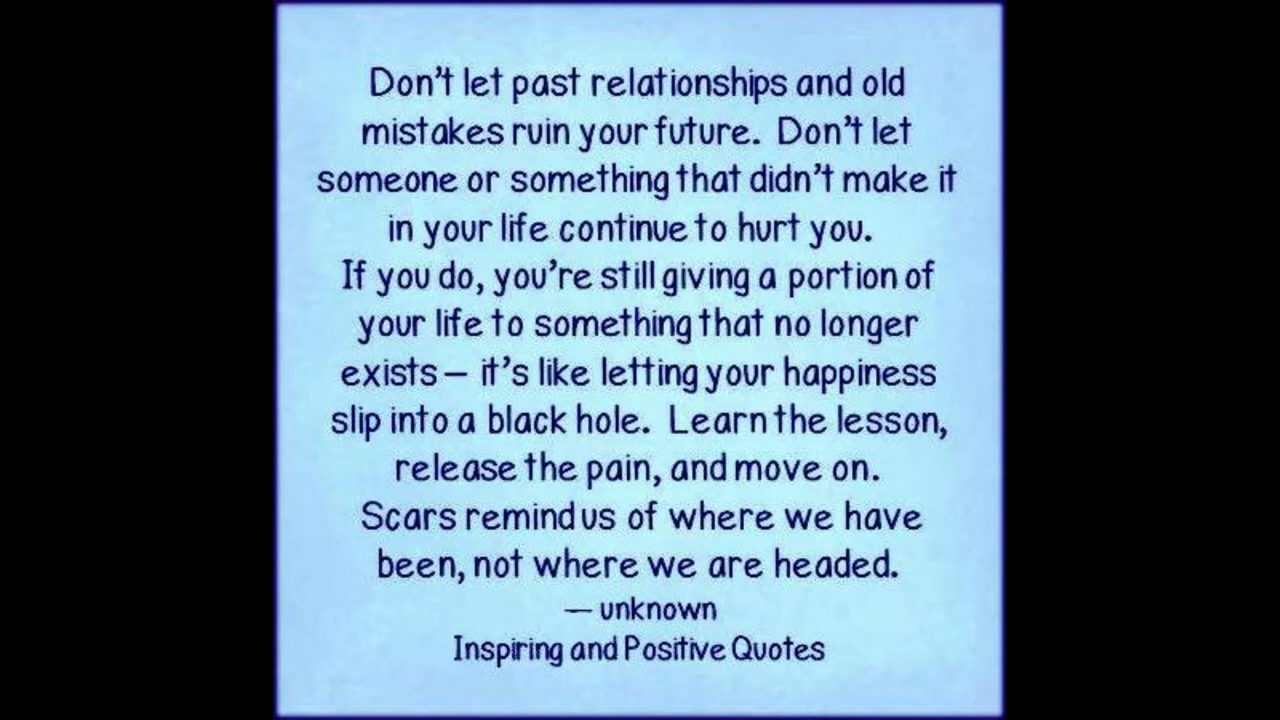 Don't let past relationships and old
mistakes ruin your future. Don't let
someone or something that didn't make it
in your life continue to hurt you.
If you do, you're still giving a portion of
your life to something that no longer
exists – it's like letting your happiness
slip into a black hole. Learn the lesson,
release the pain, and move on.
Scars remind us of where we have
been, not where we are headed.
— unknown
Inspiring and Positive Quotes